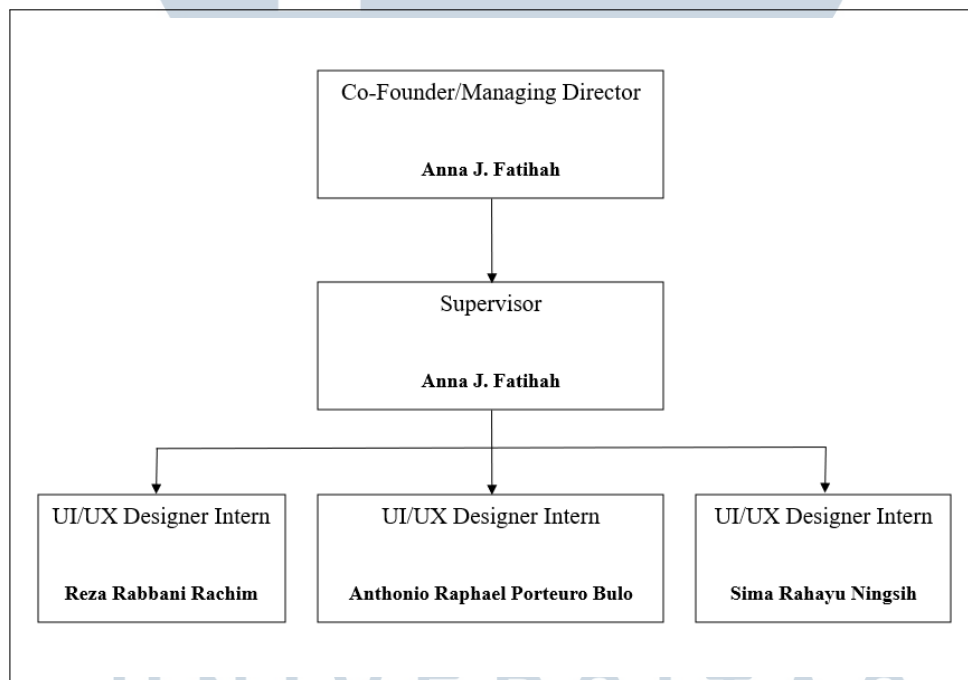 Co-Founder/Managing Director
Anna J. Fatihah
Supervisor
Anna J. Fatihah
UI/UX Designer Intern
Reza Rabbani Rachim
UI/UX Designer Intern
Anthonio Raphael Porteuro Bulo
UI/UX Designer Intern
Sima Rahayu Ningsih